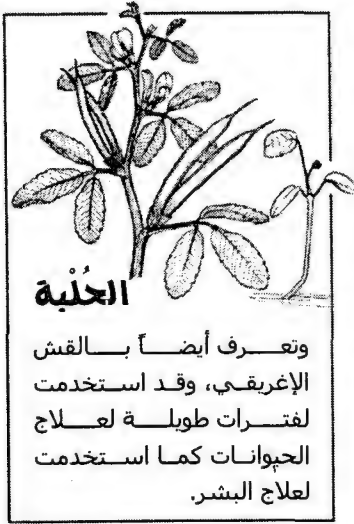 الحُلْبة
وتعرف أيضاً بالقش
الإغريقي، وقد استخدمت
لفترات طويلة لعلاج
الحيوانات كما استخدمت
لعلاج البشر.